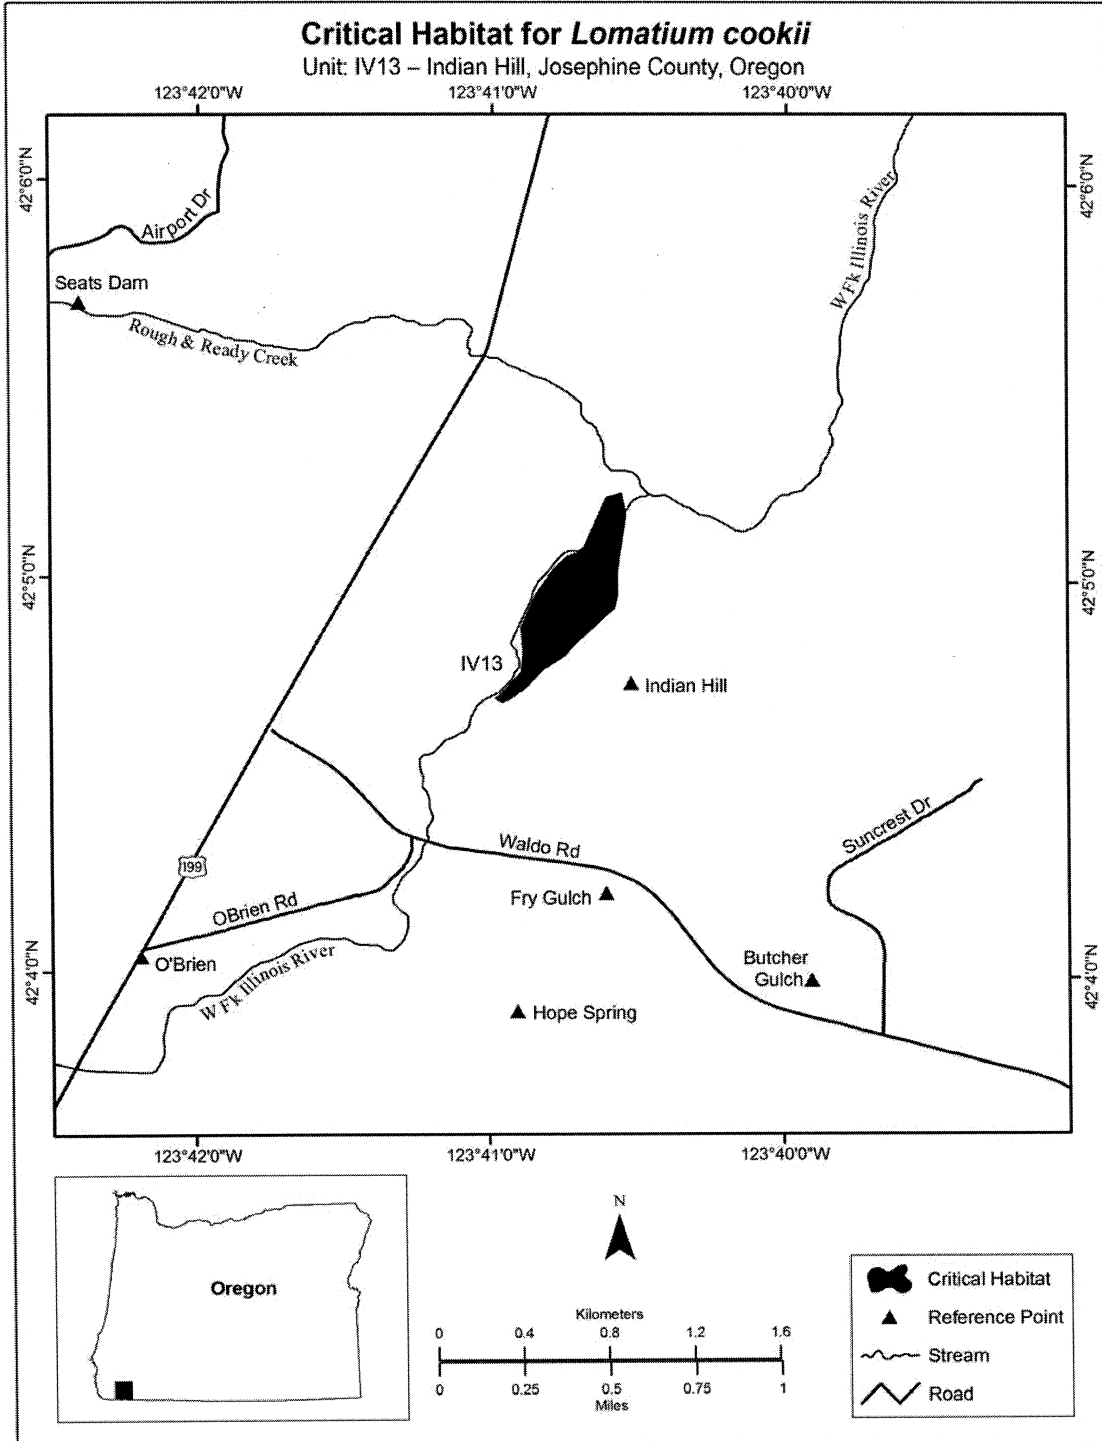 Critical Habitat for Lomatium cookii
Unit: IV13 – Indian Hill, Josephine County, Oregon
123°42'0"W
123°41'0"W
123°40'0"W
42°6'0"N
42°6'0"N
Airport Dr
W Fk Illinois River
Seats Dam
Rough & Ready Creek
42°5'0"N
42°5'0"N
IV13
Indian Hill
Suncrest Dr
Waldo Rd
199
Fry Gulch
OBrien Rd
O'Brien
W Fk Illinois River
Butcher
Gulch
42°4'0"N
42°4'0"N
Hope Spring
123°42'0"W
123°41'0"W
123°40'0"W
Oregon
N
Kilometers
0 0.4 0.8 1.2 1.6
0 0.25 0.5 0.75 1
Miles
Critical Habitat
Reference Point
Stream
Road